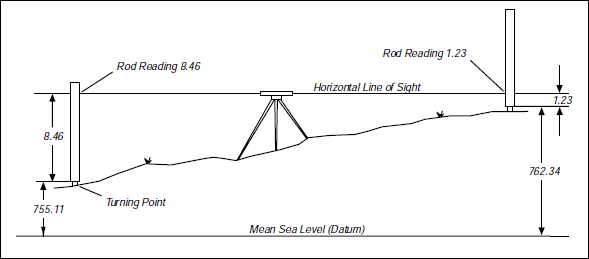 Rod Reading 8.46
Rod Reading 1.23
Horizontal Line of Sight
1.23
8.46
762.34
Turning Point
755.11
Mean Sea Level (Datum)